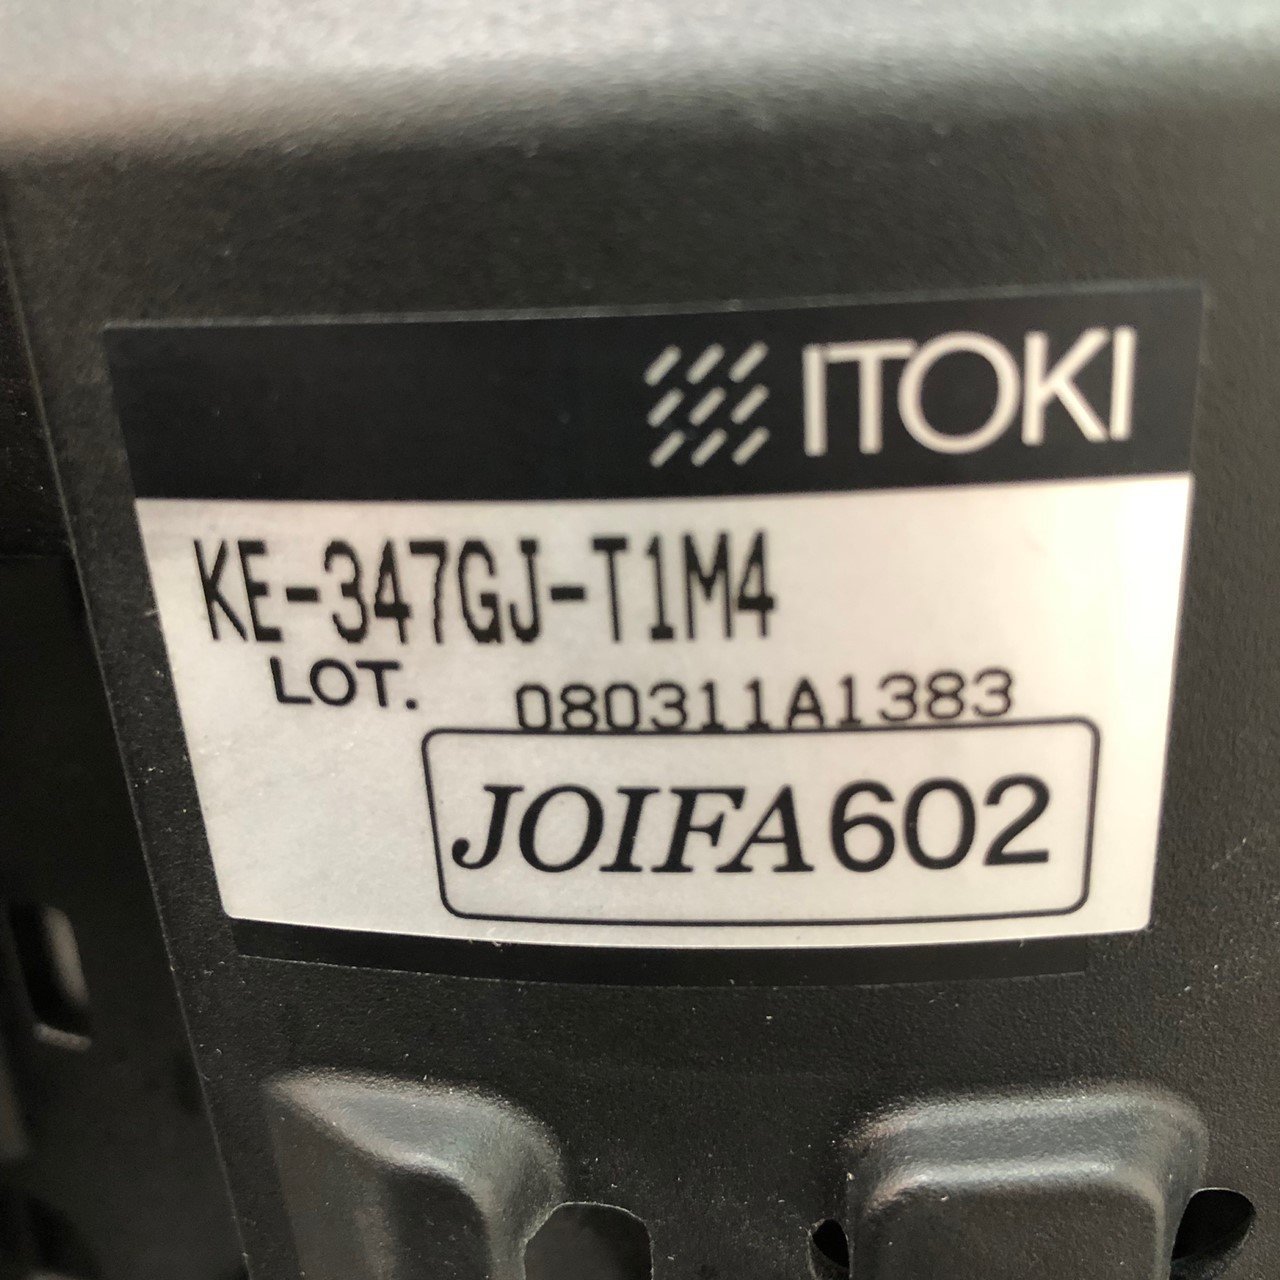 ITOKI
KE-347GJ-T1M4
LOT. 080311A1383
JOIFA602